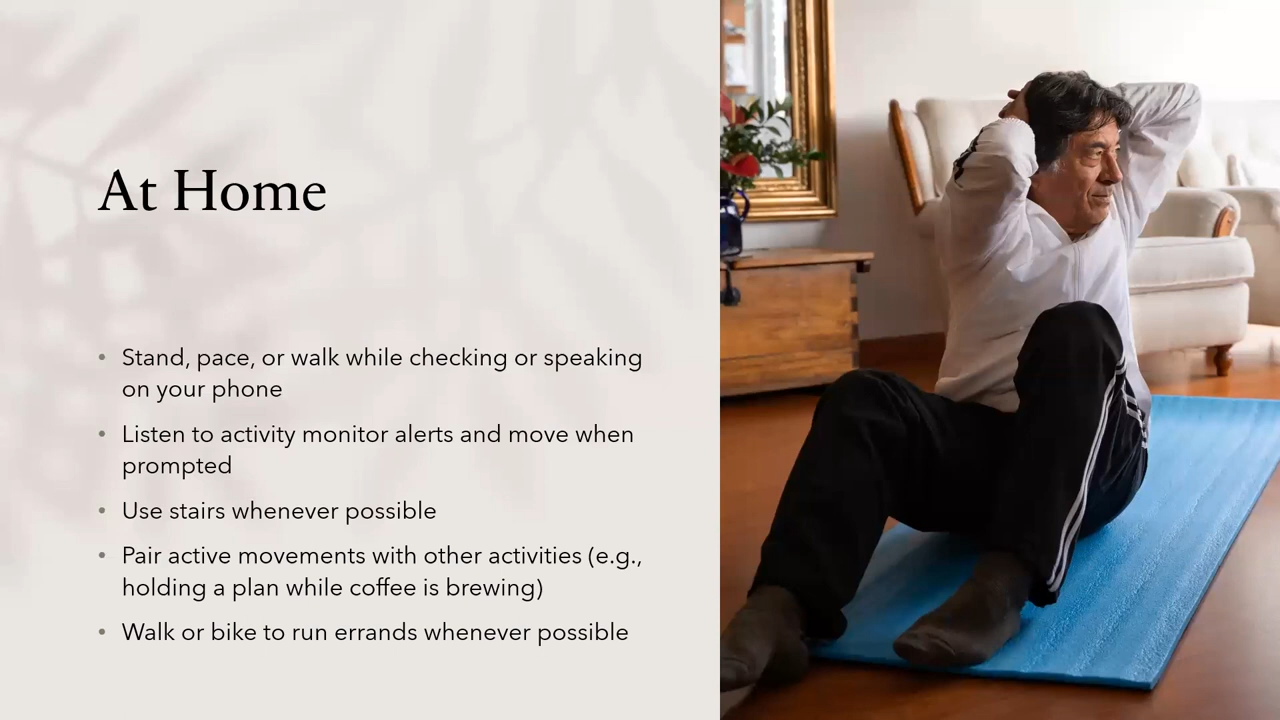 At Home
• Stand, pace, or walk while checking or speaking
on your phone
• Listen to activity monitor alerts and move when
prompted
• Use stairs whenever possible
• Pair active movements with other activities (e.g.,
holding a plan while coffee is brewing)
• Walk or bike to run errands whenever possible